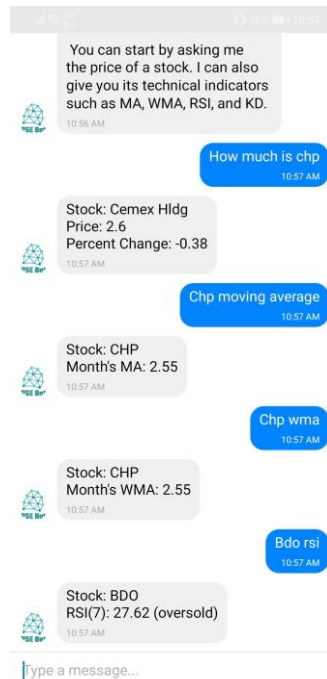 You can start by asking me
the price of a stock. I can also
give you its technical indicators
such as MA, WMA, RSI, and KD.
10:56 AM
How much is chp
10:57 AM
Stock: Cemex Hldg
Price: 2.6
Percent Change: -0.38
10:57 AM
Chp moving average
10:57 AM
Stock: CHP
Month's MA: 2.55
10:57 AM
Chp wma
10:57 AM
Stock: CHP
Month's WMA: 2.55
10:57 AM
Bdo rsi
10:57 AM
Stock: BDO
RSI(7): 27.62 (oversold)
10:57 AM
Type a message...